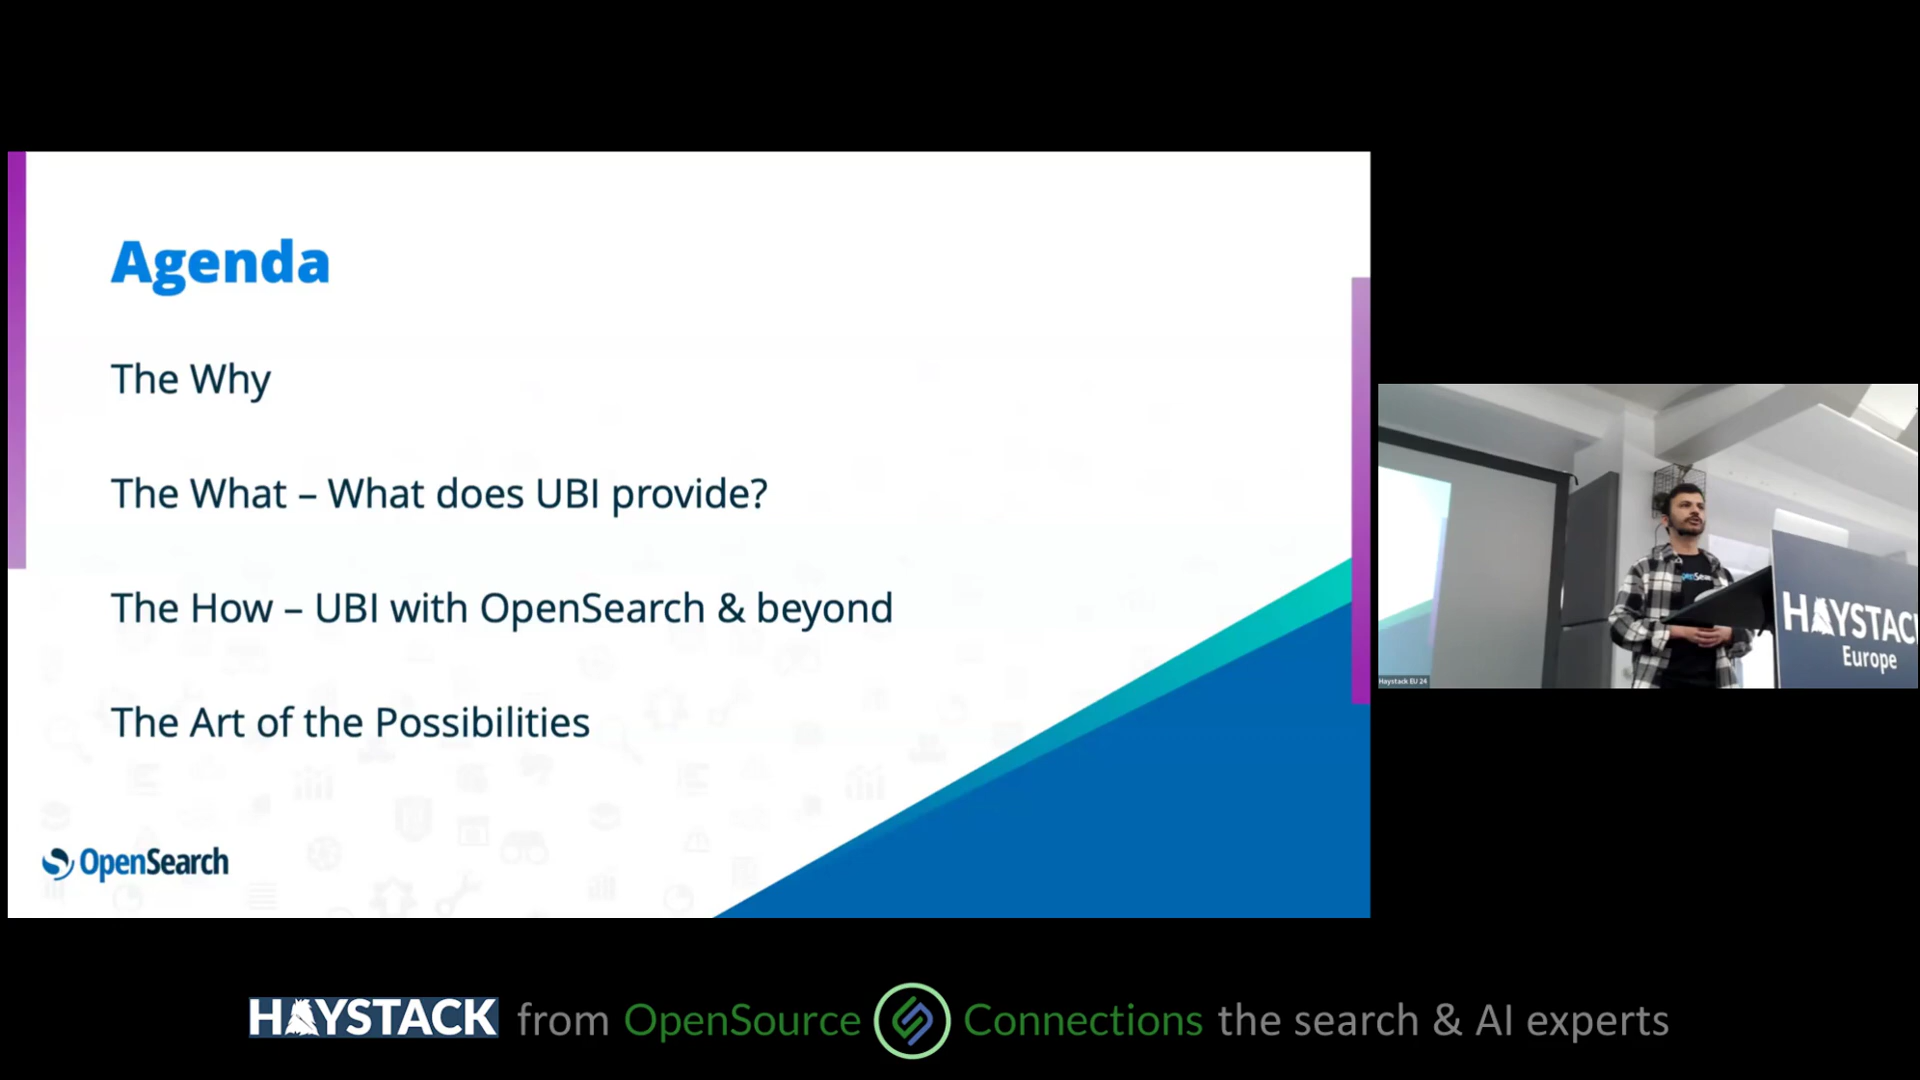 Agenda
The Why
The What – What does UBI provide?
The How – UBI with OpenSearch & beyond
The Art of the Possibilities
OpenSearch
HAYSTACK
Europe
Haystack EU 24
HAYSTACK from OpenSource Connections the search & AI experts